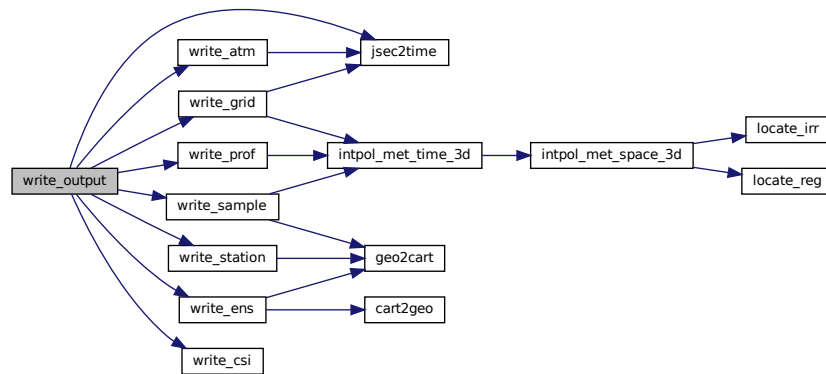 write_output
write_atm
write_grid
write_prof
write_sample
write_station
write_ens
write_csi
jsec2time
intpol_met_time_3d
geo2cart
cart2geo
intpol_met_space_3d
locate_irr
locate_reg